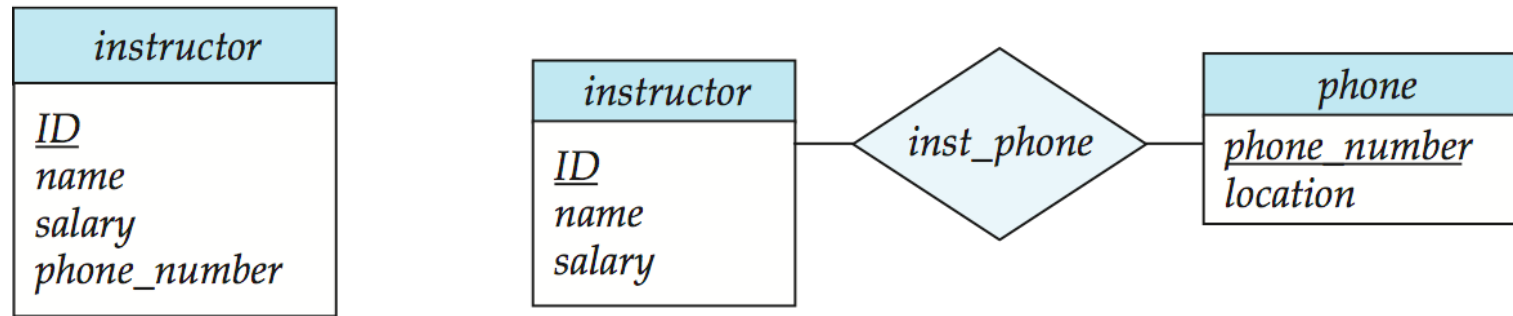 instructor
ID
name
salary
phone_number
instructor
ID
name
salary
inst_phone
phone
phone_number
location